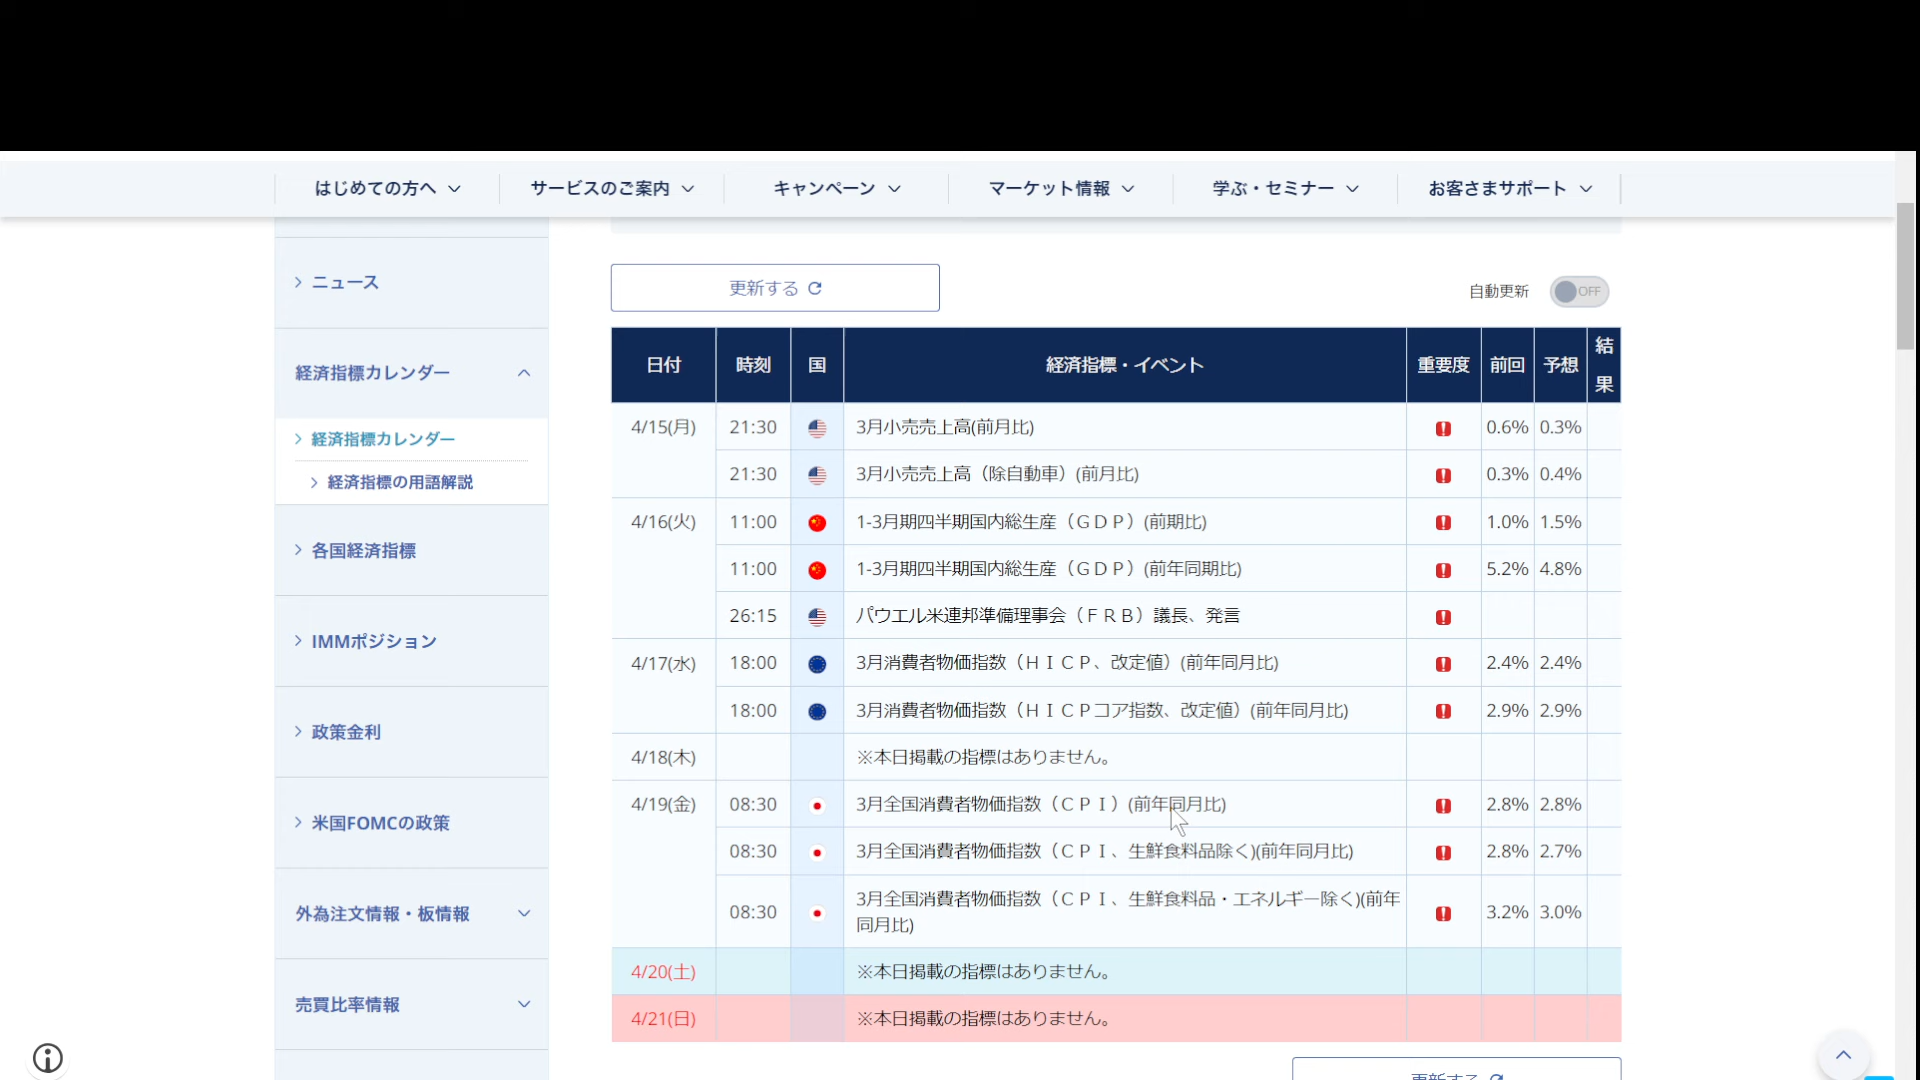 はじめての方へ
サービスのご案内
キャンペーン
マーケット情報
学ぶ・セミナー
お客さまサポート
ニュース
経済指標カレンダー
経済指標カレンダー
経済指標の用語解説
各国経済指標
IMMポジション
政策金利
米国FOMCの政策
外為注文情報・板情報
売買比率情報
更新する
自動更新 OFF
日付 時刻 国 経済指標・イベント 重要度 前回 予想 結果
4/15(月) 21:30 3月小売売上高(前月比) 0.6% 0.3%
21:30 3月小売売上高（除自動車）(前月比) 0.3% 0.4%
4/16(火) 11:00 1-3月期四半期国内総生産（ＧＤＰ）(前期比) 1.0% 1.5%
11:00 1-3月期四半期国内総生産（ＧＤＰ）(前年同期比) 5.2% 4.8%
26:15 パウエル米連邦準備理事会（ＦＲＢ）議長、発言
4/17(水) 18:00 3月消費者物価指数（ＨＩＣＰ、改定値）(前年同月比) 2.4% 2.4%
18:00 3月消費者物価指数（ＨＩＣＰコア指数、改定値）(前年同月比) 2.9% 2.9%
4/18(木) ※本日掲載の指標はありません。
4/19(金) 08:30 3月全国消費者物価指数（ＣＰＩ）(前年同月比) 2.8% 2.8%
08:30 3月全国消費者物価指数（ＣＰＩ、生鮮食料品除く)(前年同月比) 2.8% 2.7%
08:30 3月全国消費者物価指数（ＣＰＩ、生鮮食料品・エネルギー除く)(前年
同月比) 3.2% 3.0%
4/20(土) ※本日掲載の指標はありません。
4/21(日) ※本日掲載の指標はありません。
更新する